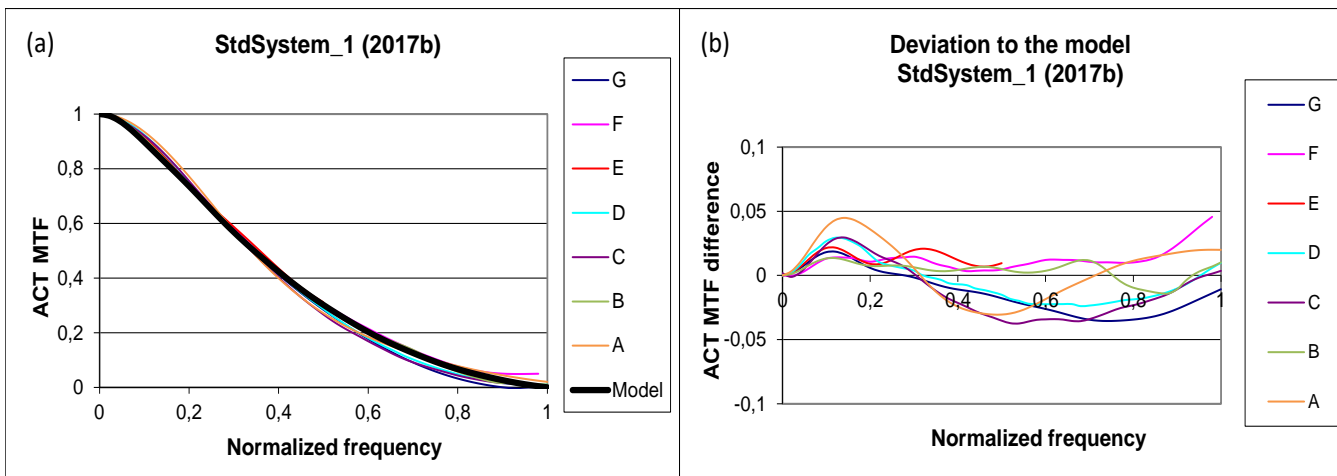 (a)
StdSystem_1 (2017b)
ACT MTF
1
0,8
0,6
0,4
0,2
0
0
0,2
0,4
0,6
0,8
1
Normalized frequency
G
F
E
D
C
B
A
Model
(b)
Deviation to the model
StdSystem_1 (2017b)
ACT MTF difference
0,1
0,05
0
-0,05
-0,1
0
0,2
0,4
0,6
0,8
1
Normalized frequency
G
F
E
D
C
B
A